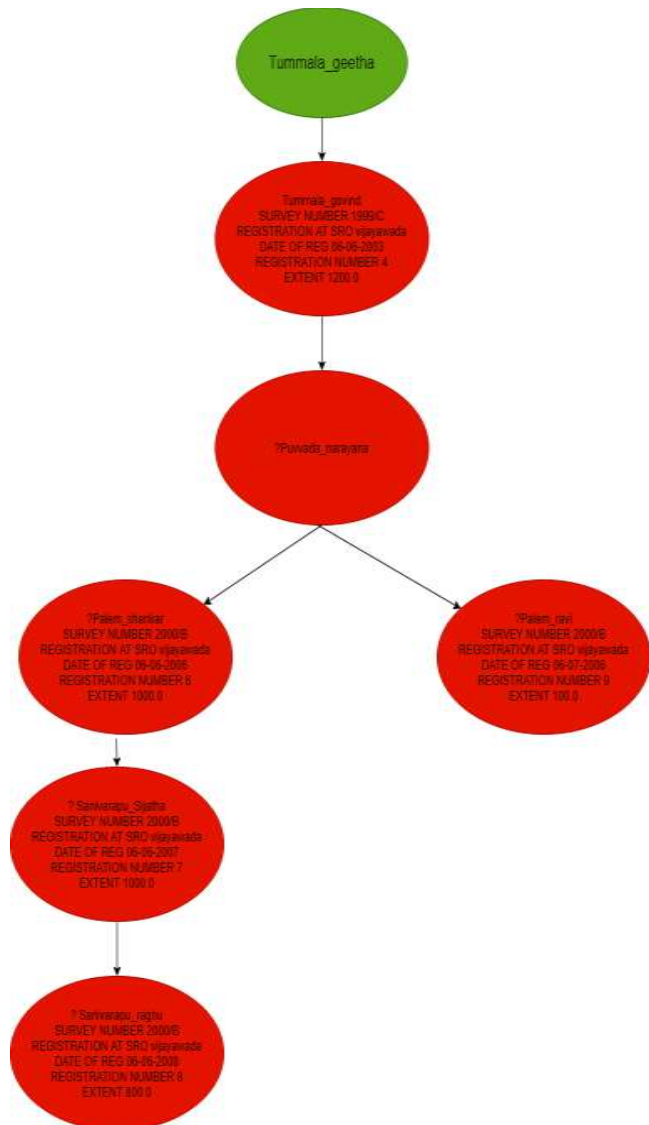 Tummala_geetha
Tummala_govind
SURVEY NUMBER 1999/C
REGISTRATION AT SRO vijayawada
DATE OF REG 06-06-2003
REGISTRATION NUMBER 4
EXTENT 1200.0
?Puvvada_narayana
?Palem_shankar
SURVEY NUMBER 2000/B
REGISTRATION AT SRO vijayawada
DATE OF REG 06-06-2006
REGISTRATION NUMBER 6
EXTENT 1000.0
?Palem_ravi
SURVEY NUMBER 2000/B
REGISTRATION AT SRO vijayawada
DATE OF REG 06-07-2006
REGISTRATION NUMBER 9
EXTENT 100.0
? Sanivarapu_Sijatha
SURVEY NUMBER 2000/B
REGISTRATION AT SRO vijayawada
DATE OF REG 06-06-2007
REGISTRATION NUMBER 7
EXTENT 1000.0
? Sanivarapu_raghu
SURVEY NUMBER 2000/B
REGISTRATION AT SRO vijayawada
DATE OF REG
REGISTRATION NUMBER
EXTENT 800.0